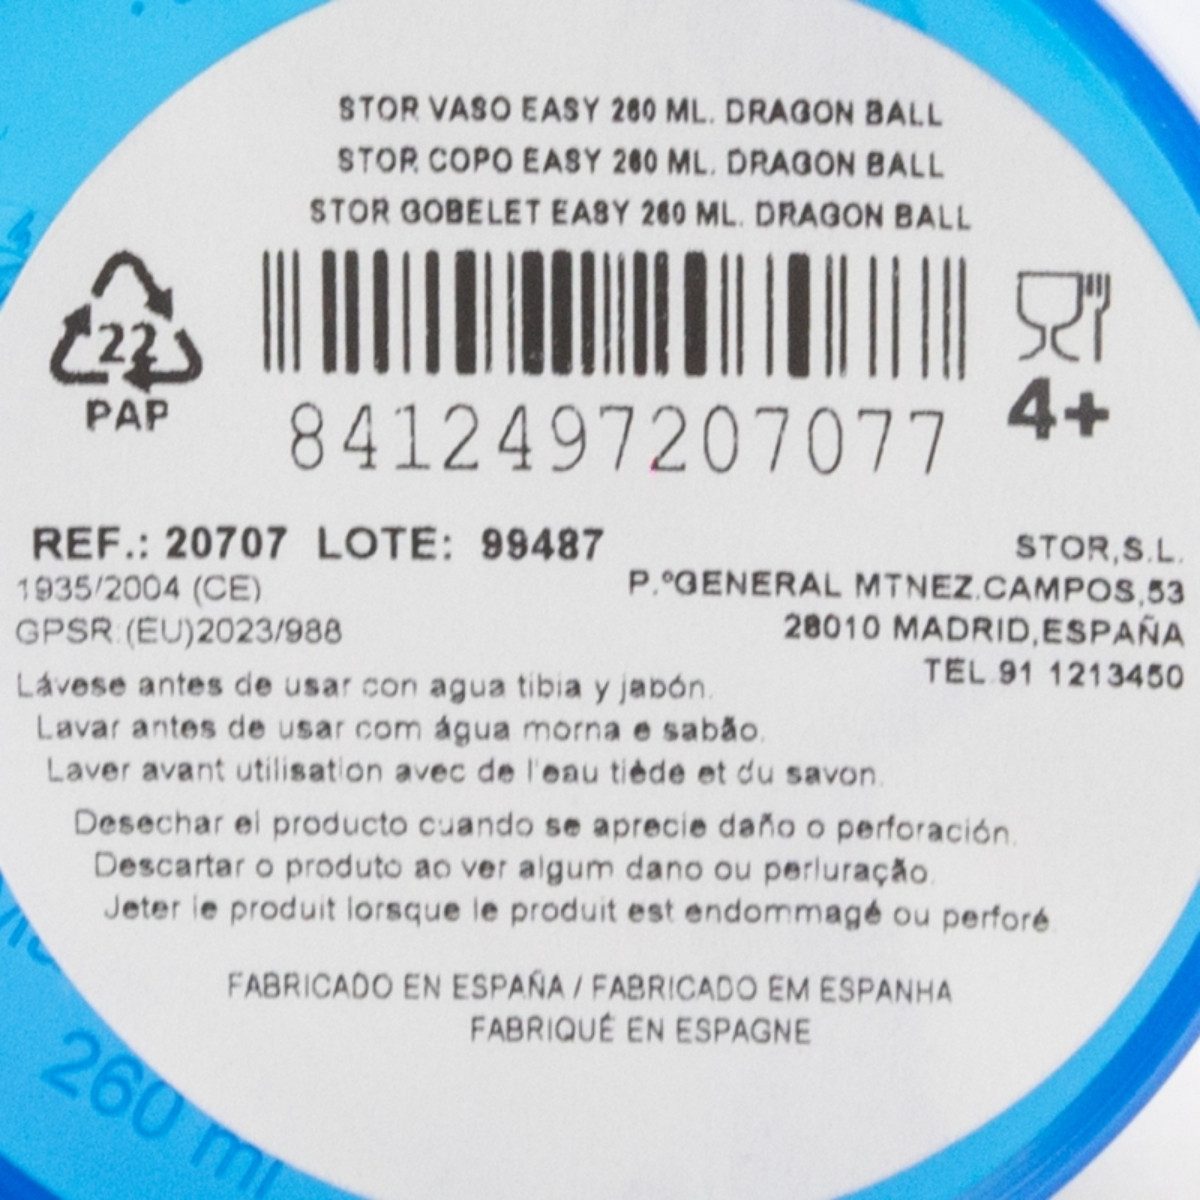 STOR VASO EASY 260 ML. DRAGON BALL
STOR COPO EASY 260 ML. DRAGON BALL
STOR GOBELET EASY 260 ML. DRAGON BALL
22
PAP
8412497207077
4+
REF.: 20707 LOTE: 99487
1935/2004 (CE)
GPSR:(EU)2023/988
STOR,S.L.
P.ºGENERAL MTNEZ.CAMPOS,53
28010 MADRID,ESPAÑA
TEL.91 1213450
Lávese antes de usar con agua tibia y jabón.
Lavar antes de usar com água morna e sabão.
Laver avant utilisation avec de l'eau tiède et du savon.
Desechar el producto cuando se aprecie daño o perforación.
Descartar o produto ao ver algum dano ou perfuração.
Jeter le produit lorsque le produit est endommagé ou perforé
FABRICADO EN ESPAÑA / FABRICADO EM ESPANHA
FABRIQUÉ EN ESPAGNE
260 ml